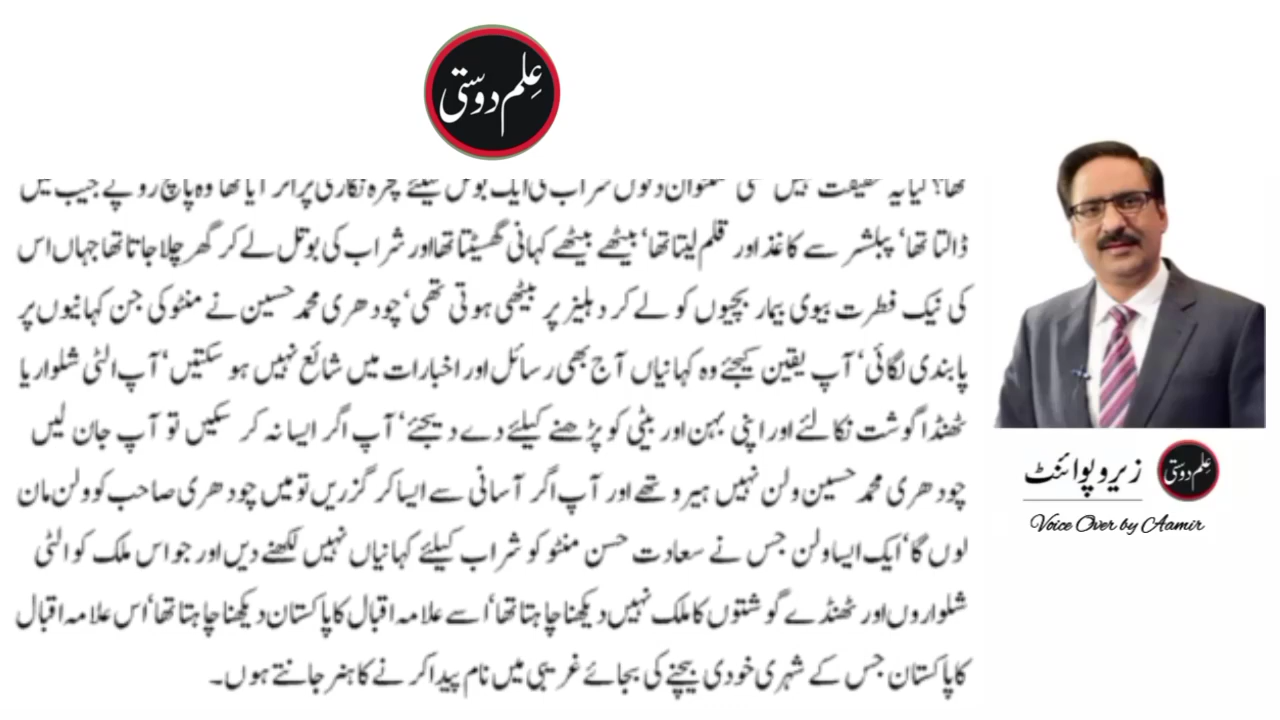 علم دوستی
تھا؟ کیا یہ حقیقت نہیں تھی منٹو ان دنوں شراب کی ایک بوتل کیلئے چہرہ نگاری پر اتر آیا تھا وہ پانچ روپے جیب میں
ڈالتا تھا‘ پبلشر سے کاغذ اور قلم لیتا تھا‘ بیٹھے بیٹھے کہانی گھسیٹتا تھا اور شراب کی بوتل لے کر گھر چلا جاتا تھا جہاں اس
کی نیک فطرت بیوی بیمار بچیوں کو لے کر دہلیز پر بیٹھی ہوتی تھی‘ چودھری محمد حسین نے منٹو کی جن کہانیوں پر
پابندی لگائی‘ آپ یقین کیجئے وہ کہانیاں آج بھی رسائل اور اخبارات میں شائع نہیں ہو سکتیں‘ آپ الٹی شلوار یا
ٹھنڈا گوشت نکالئے اور اپنی بہن اور بیٹی کو پڑھنے کیلئے دے دیجئے‘ آپ اگر ایسا نہ کر سکیں تو آپ جان لیں
چودھری محمد حسین ولن نہیں ہیرو تھے اور آپ اگر آسانی سے ایسا کر گزریں تو میں چودھری صاحب کو ولن مان
لوں گا‘ ایک ایسا ولن جس نے سعادت حسن منٹو کو شراب کیلئے کہانیاں نہیں لکھنے دیں اور جو اس ملک کو الٹی
شلواروں اور ٹھنڈے گوشتوں کا ملک نہیں دیکھنا چاہتا تھا‘ اسے علامہ اقبال کا پاکستان دیکھنا چاہتا تھا‘ اس علامہ اقبال
کا پاکستان جس کے شہری خودی بیچنے کی بجائے غریبی میں نام پیدا کرنے کا ہنر جانتے ہوں۔
زیرو پوائنٹ
علم دوستی
Voice Over by Aamir